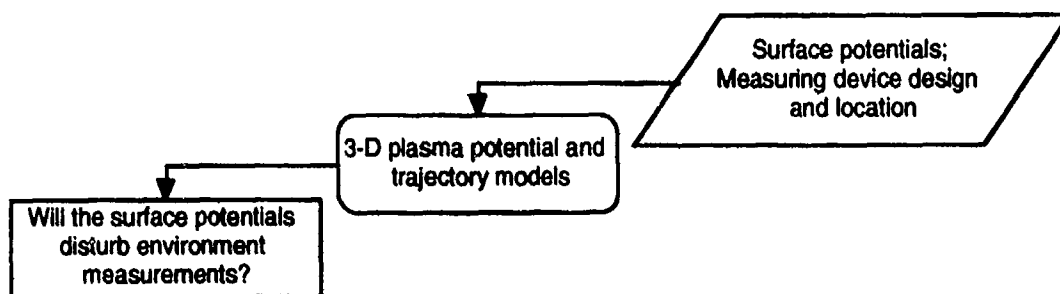 Surface potentials;
Measuring device design
and location
3-D plasma potential and
trajectory models
Will the surface potentials
disturb environment
measurements?